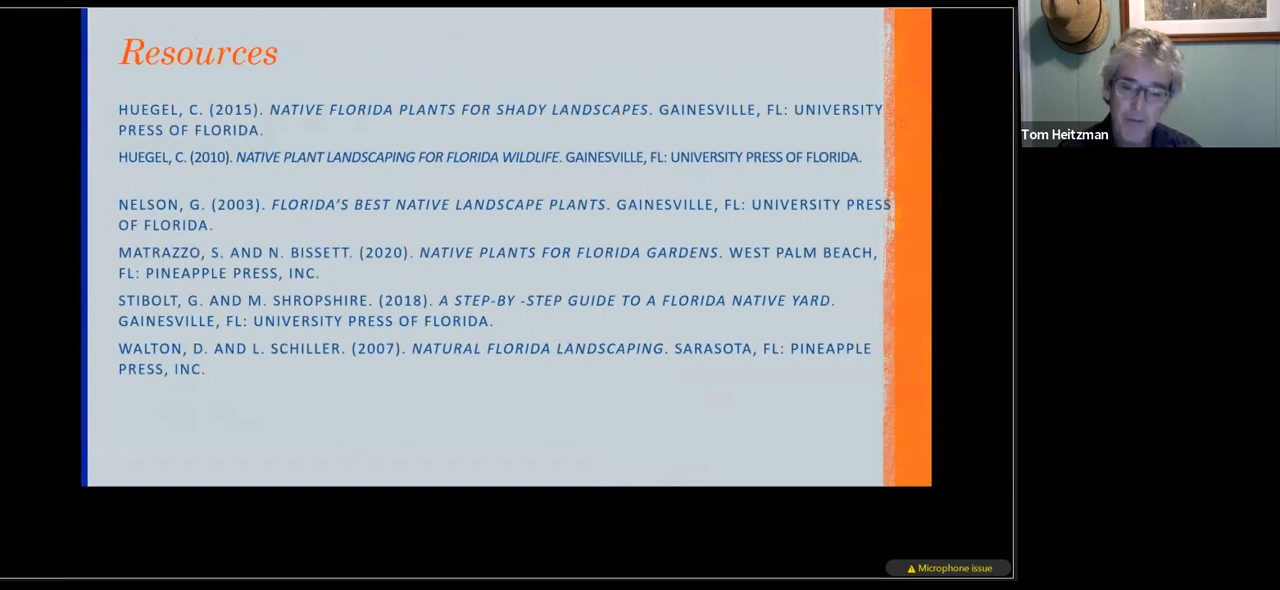 Resources
HUEGEL, C. (2015). NATIVE FLORIDA PLANTS FOR SHADY LANDSCAPES. GAINESVILLE, FL: UNIVERSITY
PRESS OF FLORIDA.
HUEGEL, C. (2010). NATIVE PLANT LANDSCAPING FOR FLORIDA WILDLIFE. GAINESVILLE, FL: UNIVERSITY PRESS OF FLORIDA.
NELSON, G. (2003). FLORIDA'S BEST NATIVE LANDSCAPE PLANTS. GAINESVILLE, FL: UNIVERSITY PRESS
OF FLORIDA.
MATRAZZO, S. AND N. BISSETT. (2020). NATIVE PLANTS FOR FLORIDA GARDENS. WEST PALM BEACH,
FL: PINEAPPLE PRESS, INC.
STIBOLT, G. AND M. SHROPSHIRE. (2018). A STEP-BY -STEP GUIDE TO A FLORIDA NATIVE YARD.
GAINESVILLE, FL: UNIVERSITY PRESS OF FLORIDA.
WALTON, D. AND L. SCHILLER. (2007). NATURAL FLORIDA LANDSCAPING. SARASOTA, FL: PINEAPPLE
PRESS, INC.
Tom Heitzman
Microphone issue